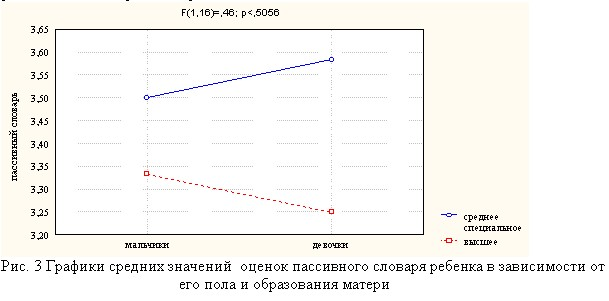 F(1,16)=,46; p<,5056
пассивный словарь
3,65
3,60
3,55
3,50
3,45
3,40
3,35
3,30
3,25
3,20
мальчики
девочки
среднее
специальное
высшее
Рис. 3 Графики средних значений оценок пассивного словаря ребенка в зависимости от
его пола и образования матери